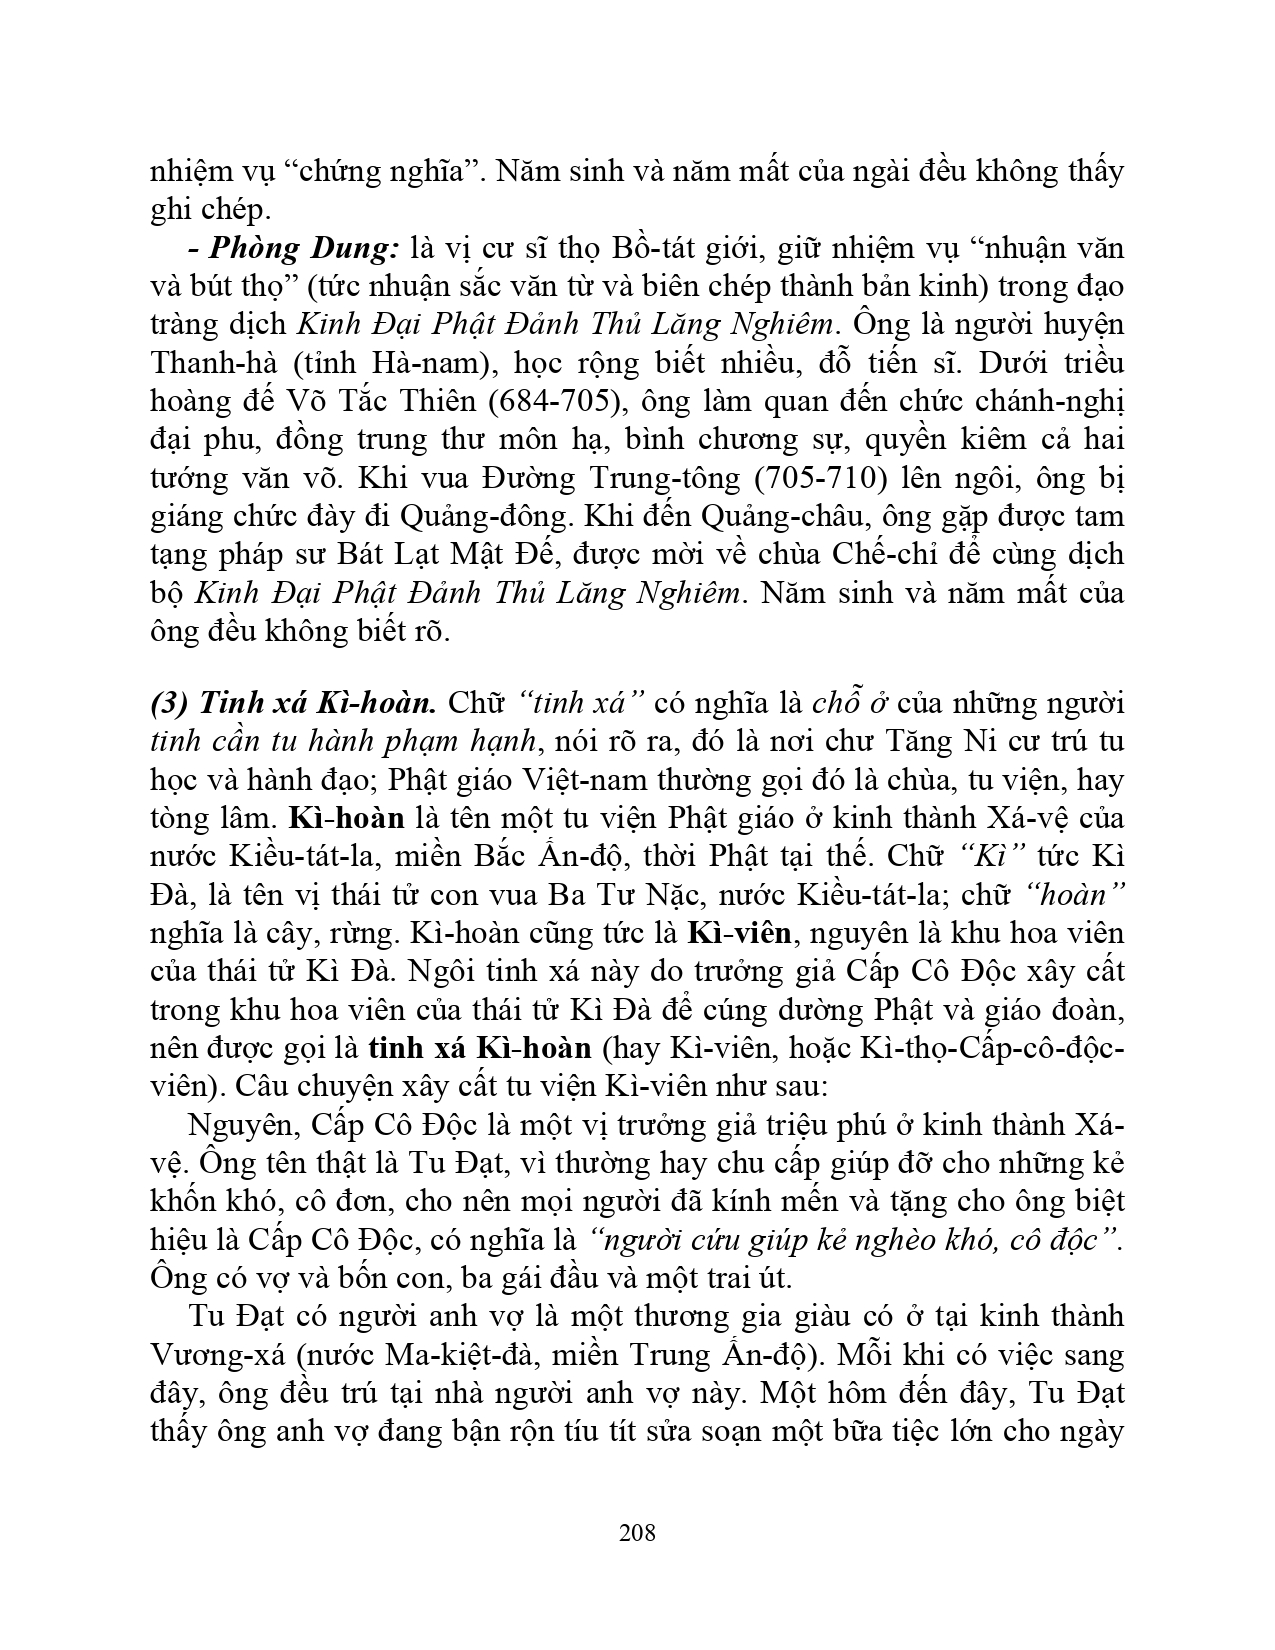 nhiệm vụ “chứng nghĩa”. Năm sinh và năm mất của ngài đều không thấy
ghi chép.
- Phòng Dung: là vị cư sĩ thọ Bồ-tát giới, giữ nhiệm vụ “nhuận văn
và bút thọ” (tức nhuận sắc văn từ và biên chép thành bản kinh) trong đạo
tràng dịch Kinh Đại Phật Đảnh Thủ Lăng Nghiêm. Ông là người huyện
Thanh-hà (tỉnh Hà-nam), học rộng biết nhiều, đỗ tiến sĩ. Dưới triều
hoàng đế Võ Tắc Thiên (684-705), ông làm quan đến chức chánh-nghị
đại phu, đồng trung thư môn hạ, bình chương sự, quyền kiêm cả hai
tướng văn võ. Khi vua Đường Trung-tông (705-710) lên ngôi, ông bị
giáng chức đày đi Quảng-đông. Khi đến Quảng-châu, ông gặp được tam
tạng pháp sư Bát Lạt Mật Đế, được mời về chùa Chế-chỉ để cùng dịch
bộ Kinh Đại Phật Đảnh Thủ Lăng Nghiêm. Năm sinh và năm mất của
ông đều không biết rõ.
(3) Tinh xá Kì-hoàn. Chữ “tinh xá” có nghĩa là chỗ ở của những người
tinh cần tu hành phạm hạnh, nói rõ ra, đó là nơi chư Tăng Ni cư trú tu
học và hành đạo; Phật giáo Việt-nam thường gọi đó là chùa, tu viện, hay
tòng lâm. Kì-hoàn là tên một tu viện Phật giáo ở kinh thành Xá-vệ của
nước Kiều-tát-la, miền Bắc Ấn-độ, thời Phật tại thế. Chữ “Kì” tức Kì
Đà, là tên vị thái tử con vua Ba Tư Nặc, nước Kiều-tát-la; chữ “hoàn”
nghĩa là cây, rừng. Kì-hoàn cũng tức là Kì-viên, nguyên là khu hoa viên
của thái tử Kì Đà. Ngôi tinh xá này do trưởng giả Cấp Cô Độc xây cất
trong khu hoa viên của thái tử Kì Đà để cúng dường Phật và giáo đoàn,
nên được gọi là tinh xá Kì-hoàn (hay Kì-viên, hoặc Kì-thọ-Cấp-cô-độc-
viên). Câu chuyện xây cất tu viện Kì-viên như sau:
Nguyên, Cấp Cô Độc là một vị trưởng giả triệu phú ở kinh thành Xá-
vệ. Ông tên thật là Tu Đạt, vì thường hay chu cấp giúp đỡ cho những kẻ
khốn khó, cô đơn, cho nên mọi người đã kính mến và tặng cho ông biệt
hiệu là Cấp Cô Độc, có nghĩa là “người cứu giúp kẻ nghèo khó, cô độc”.
Ông có vợ và bốn con, ba gái đầu và một trai út.
Tu Đạt có người anh vợ là một thương gia giàu có ở tại kinh thành
Vương-xá (nước Ma-kiệt-đà, miền Trung Ấn-độ). Mỗi khi có việc sang
đây, ông đều trú tại nhà người anh vợ này. Một hôm đến đây, Tu Đạt
thấy ông anh vợ đang bận rộn tíu tít sửa soạn một bữa tiệc lớn cho ngày
208